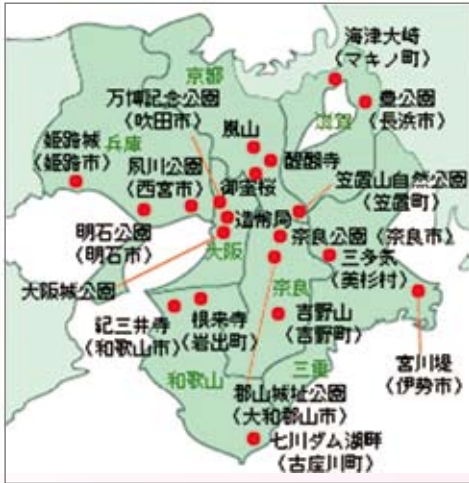 海津大崎
(マキノ町)
京都
万博記念公園
(吹田市)
滋賀
豊公園
(長浜市)
嵐山
姫路城
(姫路市)
兵庫
夙川公園
(西宮市)
醍醐寺
御室桜
笠置山自然公園
(笠置町)
造幣局
明石公園
(明石市)
大阪
奈良公園(奈良市)
三多気
(美杉村)
大阪城公園
奈良
紀三井寺
(和歌山市)
根来寺
(岩出町)
吉野山
(吉野町)
三重
宮川堤
(伊勢市)
和歌山
郡山城址公園
(大和郡山市)
七川ダム湖畔
(古座川町)